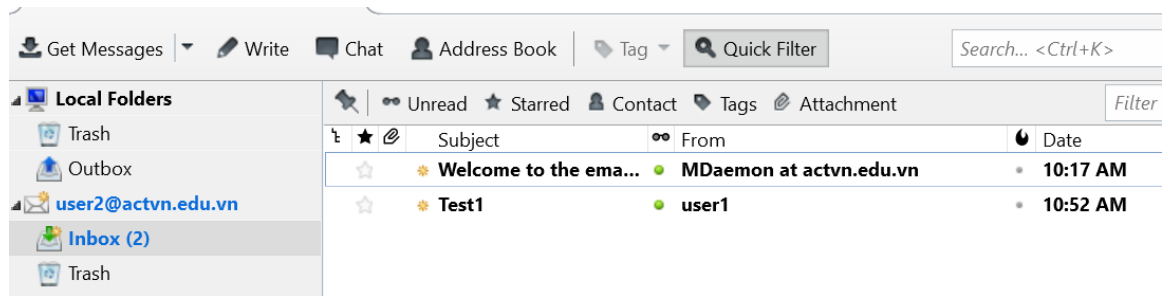 Get Messages Write Chat Address Book Tag Quick Filter Search... <Ctrl+K>
Local Folders
Unread Starred Contact Tags Attachment Filter
Trash
Subject From Date
Outbox
Welcome to the ema... MDaemon at actvn.edu.vn 10:17 AM
user2@actvn.edu.vn
Test1 user1 10:52 AM
Inbox (2)
Trash